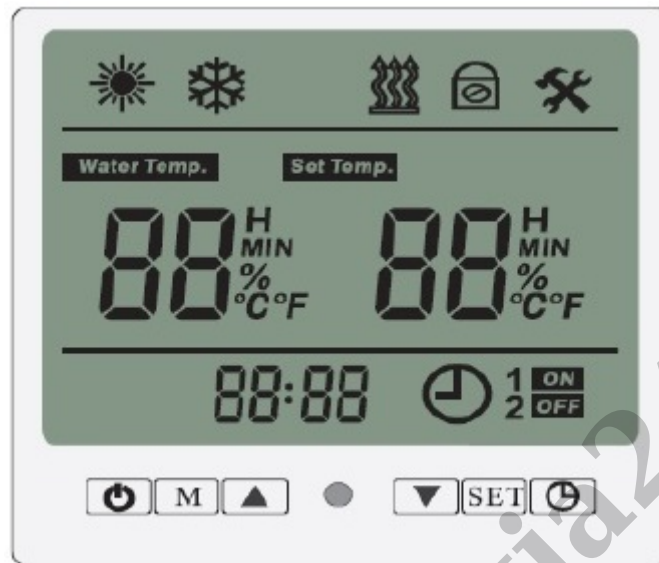 Water Temp. Set Temp.
88 H MIN % °C °F 88 H MIN % °C °F
88:88 1 ON
2 OFF
M SET